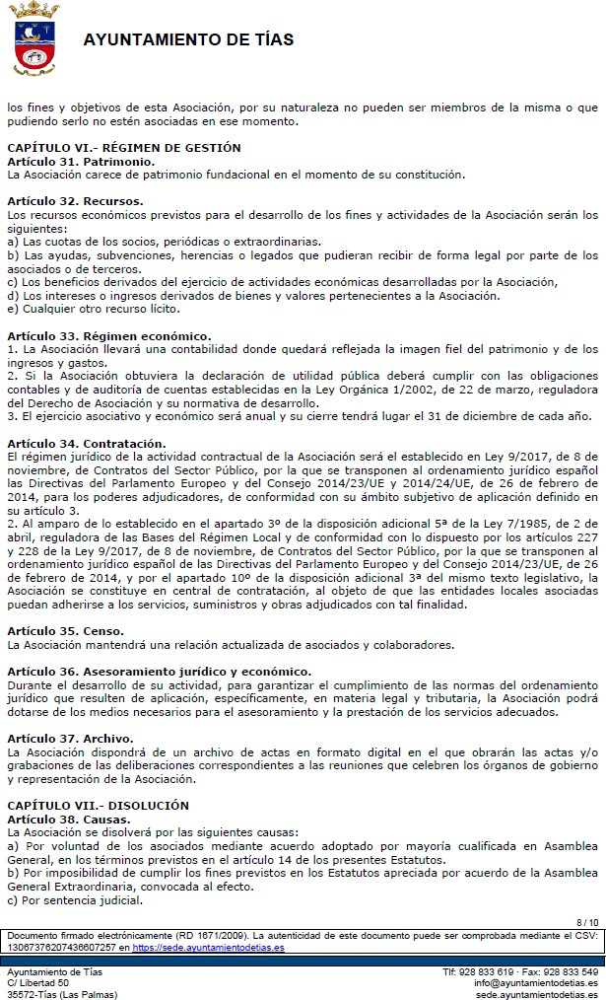 AYUNTAMIENTO DE TÍAS
los fines y objetivos de esta Asociación, por su naturaleza no pueden ser miembros de la misma o que
pudiendo serlo no estén asociadas en ese momento.
CAPÍTULO VI.- RÉGIMEN DE GESTIÓN
Artículo 31. Patrimonio.
La Asociación carece de patrimonio fundacional en el momento de su constitución.
Artículo 32. Recursos.
Los recursos económicos previstos para el desarrollo de los fines y actividades de la Asociación serán los
siguientes:
a) Las cuotas de los socios, periódicas o extraordinarias.
b) Las ayudas, subvenciones, herencias o legados que pudieran recibir de forma legal por parte de los
asociados o de terceros.
c) Los beneficios derivados del ejercicio de actividades económicas desarrolladas por la Asociación,
d) Los intereses o ingresos derivados de bienes y valores pertenecientes a la Asociación.
e) Cualquier otro recurso lícito.
Artículo 33. Régimen económico.
1. La Asociación llevará una contabilidad donde quedará reflejada la imagen fiel del patrimonio y de los
ingresos y gastos.
2. Si la Asociación obtuviera la declaración de utilidad pública deberá cumplir con las obligaciones
contables y de auditoría de cuentas establecidas en la Ley Orgánica 1/2002, de 22 de marzo, reguladora
del Derecho de Asociación y su normativa de desarrollo.
3. El ejercicio asociativo y económico será anual y su cierre tendrá lugar el 31 de diciembre de cada año.
Artículo 34. Contratación.
El régimen jurídico de la actividad contractual de la Asociación será el establecido en Ley 9/2017, de 8 de
noviembre, de Contratos del Sector Público, por la que se transponen al ordenamiento jurídico español
las Directivas del Parlamento Europeo y del Consejo 2014/23/UE y 2014/24/UE, de 26 de febrero de
2014, para los poderes adjudicadores, de conformidad con su ámbito subjetivo de aplicación definido en
su artículo 3.
2. Al amparo de lo establecido en el apartado 3º de la disposición adicional 5ª de la Ley 7/1985, de 2 de
abril, reguladora de las Bases del Régimen Local y de conformidad con lo dispuesto por los artículos 227
y 228 de la Ley 9/2017, de 8 de noviembre, de Contratos del Sector Público, por la que se transponen al
ordenamiento jurídico español de las Directivas del Parlamento Europeo y del Consejo 2014/23/UE, de 26
de febrero de 2014, y por el apartado 10º de la disposición adicional 3ª del mismo texto legislativo, la
Asociación se constituye en central de contratación, al objeto de que las entidades locales asociadas
puedan adherirse a los servicios, suministros y obras adjudicados con tal finalidad.
Artículo 35. Censo.
La Asociación mantendrá una relación actualizada de asociados y colaboradores.
Artículo 36. Asesoramiento jurídico y económico.
Durante el desarrollo de su actividad, para garantizar el cumplimiento de las normas del ordenamiento
jurídico que resulten de aplicación, específicamente, en materia legal y tributaria, la Asociación podrá
dotarse de los medios necesarios para el asesoramiento y la prestación de los servicios adecuados.
Artículo 37. Archivo.
La Asociación dispondrá de un archivo de actas en formato digital en el que obrarán las actas y/o
grabaciones de las deliberaciones correspondientes a las reuniones que celebren los órganos de gobierno
y representación de la Asociación.
CAPÍTULO VII.- DISOLUCIÓN
Artículo 38. Causas.
La Asociación se disolverá por las siguientes causas:
a) Por voluntad de los asociados mediante acuerdo adoptado por mayoría cualificada en Asamblea
General, en los términos previstos en el artículo 14 de los presentes Estatutos.
b) Por imposibilidad de cumplir los fines previstos en los Estatutos apreciada por acuerdo de la Asamblea
General Extraordinaria, convocada al efecto.
c) Por sentencia judicial.
8 / 10
Documento firmado electrónicamente (RD 1671/2009). La autenticidad de este documento puede ser comprobada mediante el CSV:
13067376207436607257 en https://sede.ayuntamientodetias.es
Ayuntamiento de Tías Tlf: 928 833 619 · Fax: 928 833 549
C/ Libertad 50 info@ayuntamientodetias.es
35572-Tías (Las Palmas) sede.ayuntamientodetias.es